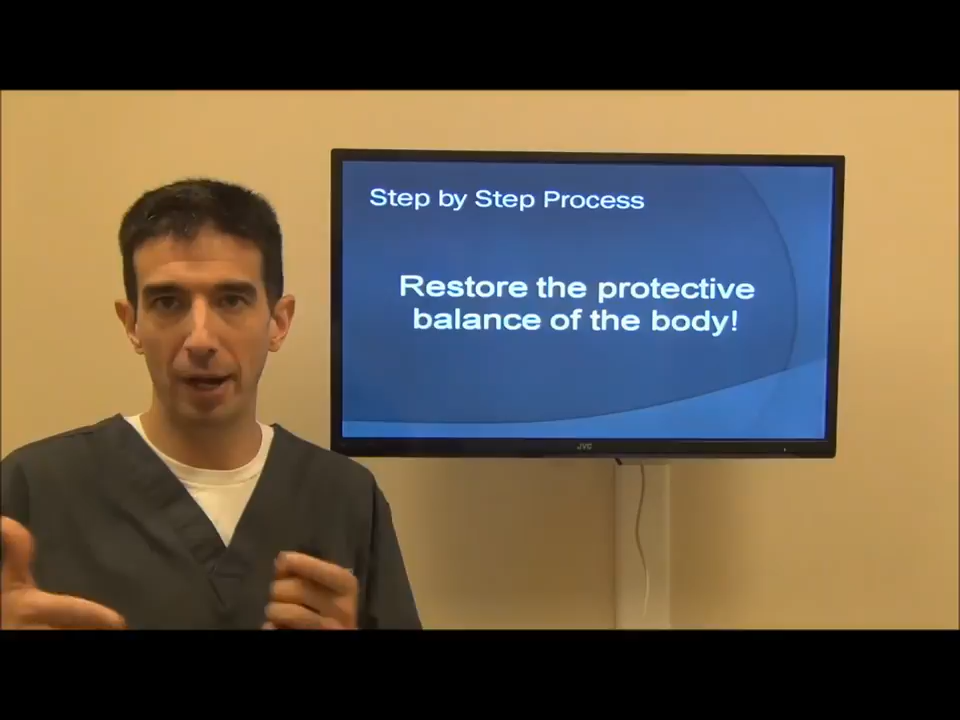 Step by Step Process
Restore the protective
balance of the body!
JVC